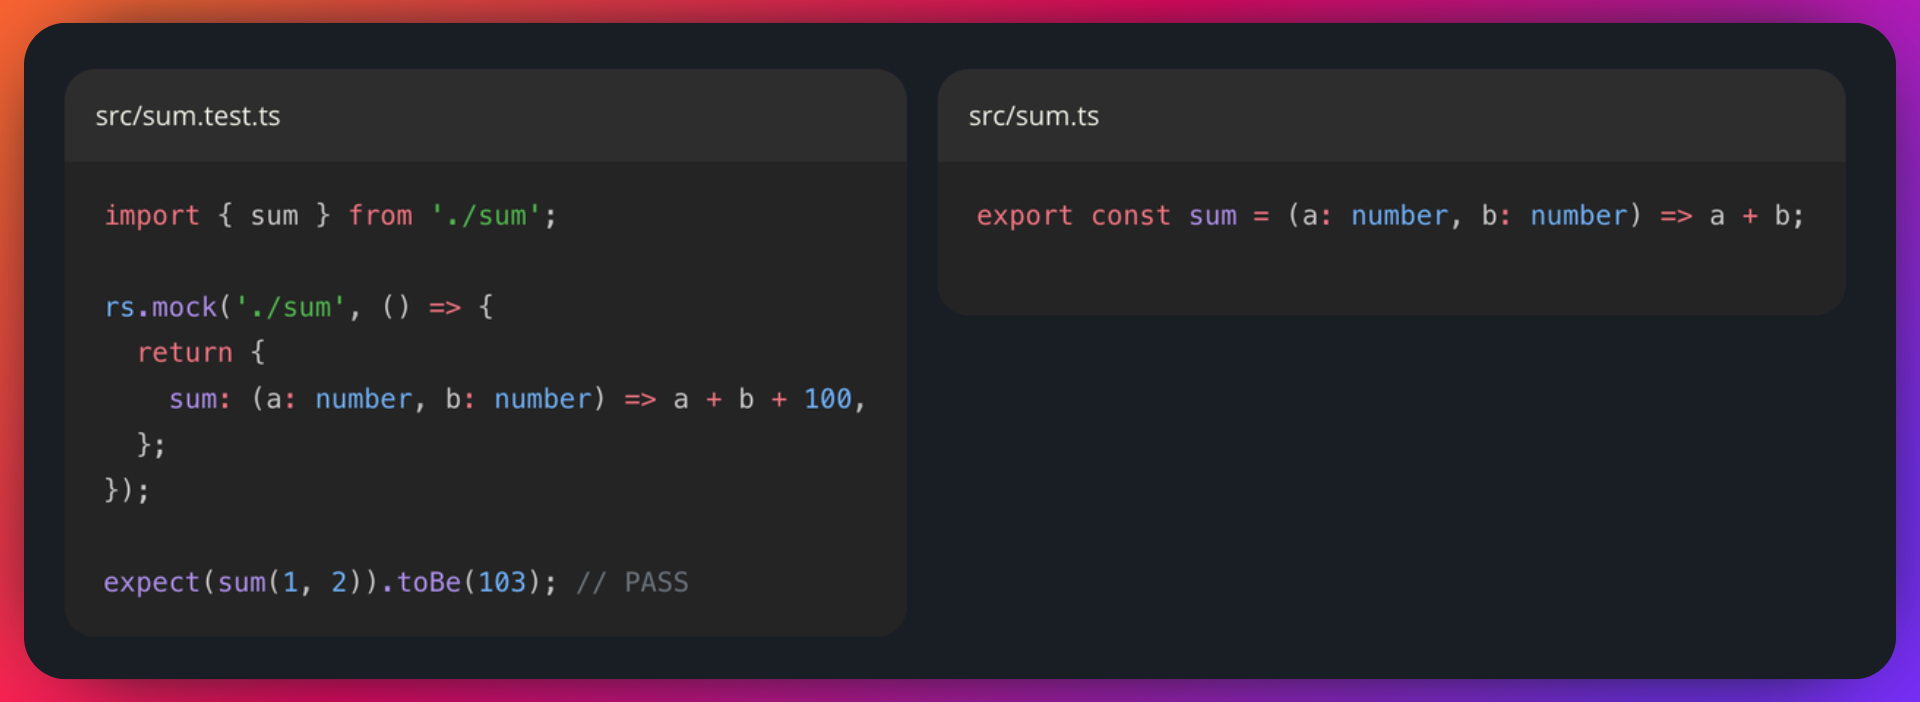 src/sum.test.ts
import { sum } from './sum';
rs.mock('./sum', () => {
  return {
    sum: (a: number, b: number) => a + b + 100,
  };
});
expect(sum(1, 2)).toBe(103); // PASS
src/sum.ts
export const sum = (a: number, b: number) => a + b;